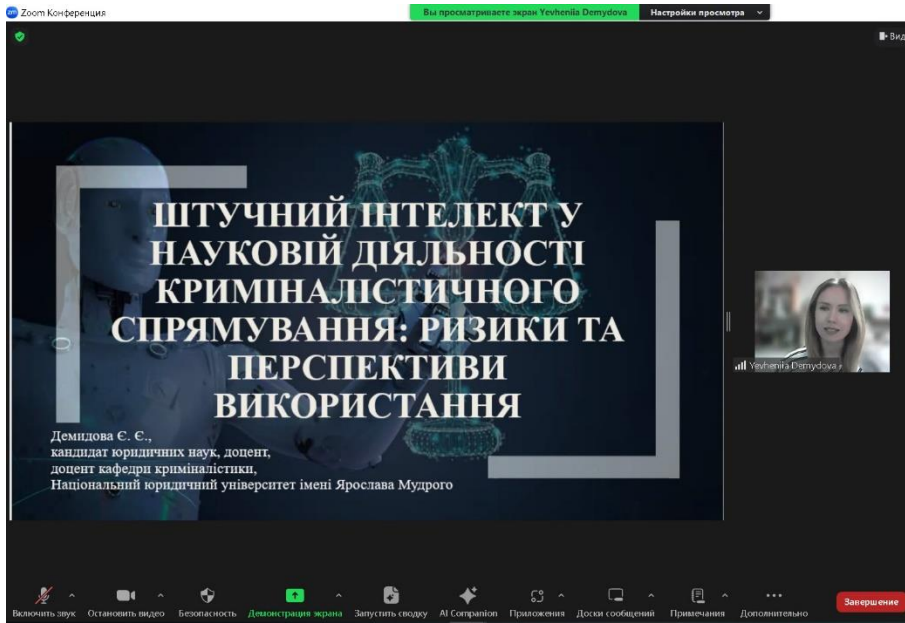 Zoom Конференция
Вы просматриваете экран Yevheniia Demydova
Настройки просмотра
Вид
ШТУЧНИЙ ІНТЕЛЕКТ У
НАУКОВІЙ ДІЯЛЬНОСТІ
КРИМІНАЛІСТИЧНОГО
СПРЯМУВАННЯ: РИЗИКИ ТА
ПЕРСПЕКТИВИ
ВИКОРИСТАННЯ
Демидова Є. Є.,
кандидат юридичних наук, доцент,
доцент кафедри криміналістики,
Національний юридичний університет імені Ярослава Мудрого
Yevheniia Demydova
Включить звук
Остановить видео
Безопасность
Демонстрация экрана
Запустить сводку
AI Companion
Приложения
Доски сообщений
Примечания
Дополнительно
Завершение